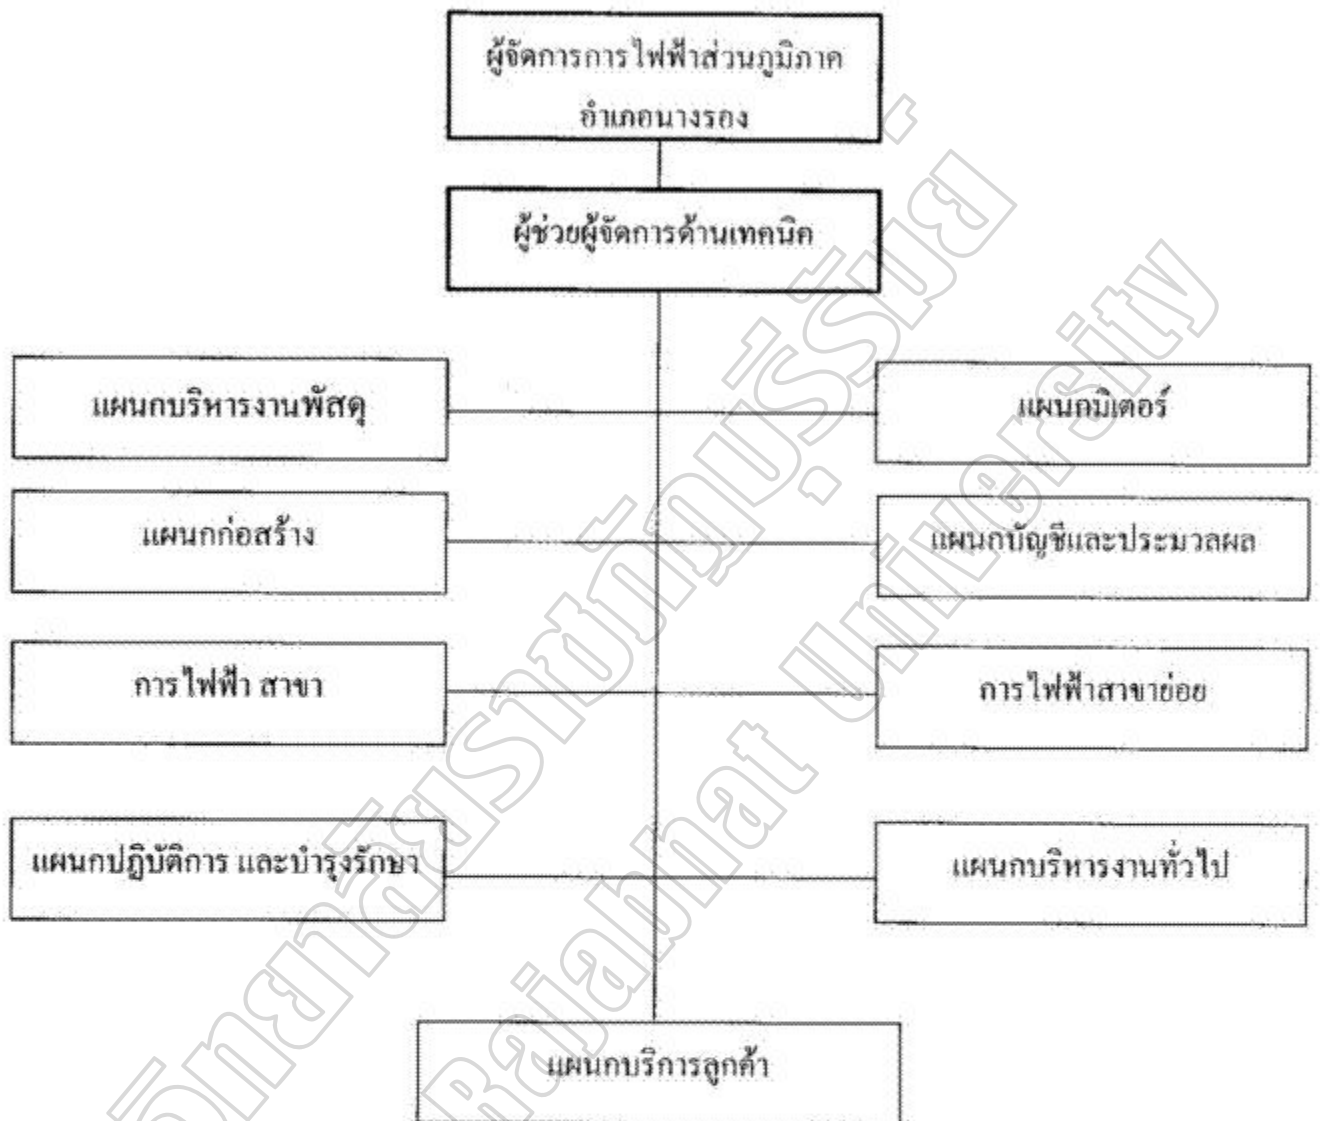 ผู้จัดการการไฟฟ้าส่วนภูมิภาค
อำเภอนางรอง
ผู้ช่วยผู้จัดการด้านเทคนิค
แผนกบริหารงานพัสดุ
แผนกมิเตอร์
แผนกก่อสร้าง
แผนกบัญชีและประมวลผล
การไฟฟ้า สาขา
การไฟฟ้าสาขาย่อย
แผนกปฏิบัติการ และบำรุงรักษา
แผนกบริหารงานทั่วไป
แผนกบริการลูกค้า
Rajabhat University